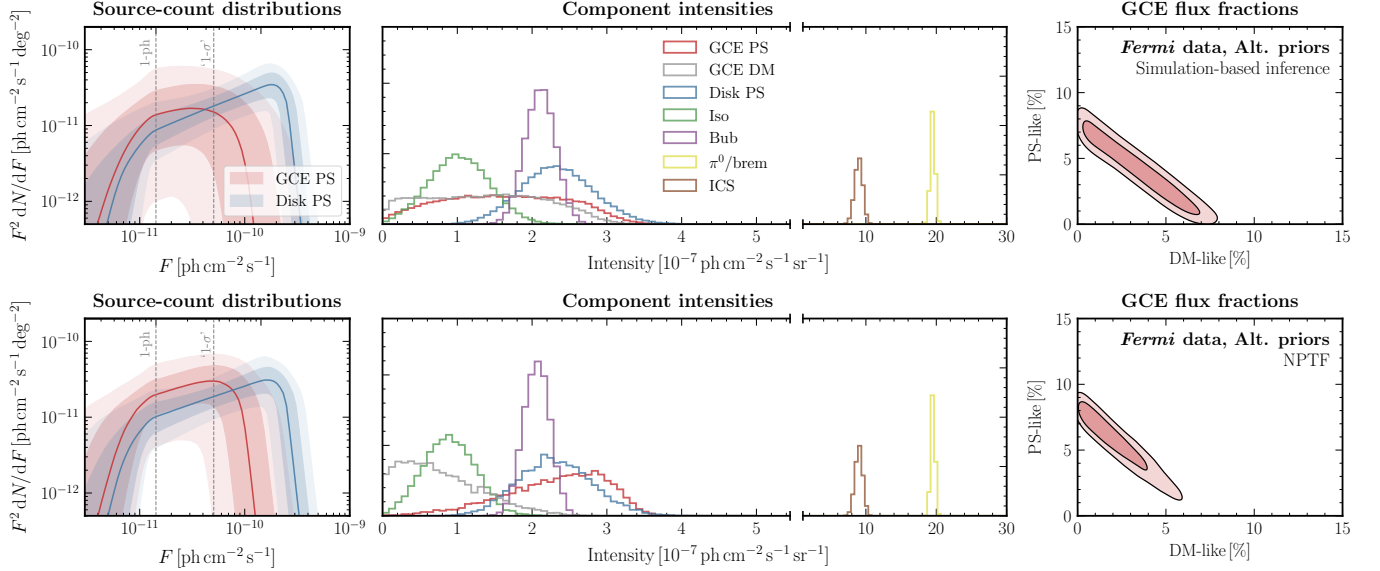 Source-count distributions
Component intensities
GCE flux fractions
F² dN/dF [ph cm⁻² s⁻¹ deg⁻²]
10⁻¹⁰
10⁻¹¹
10⁻¹²
1-ph
‘1-σ’
GCE PS
Disk PS
10⁻¹¹ 10⁻¹⁰ 10⁻⁹
F [ph cm⁻² s⁻¹]
GCE PS
GCE DM
Disk PS
Iso
Bub
π⁰/brem
ICS
0 1 2 3 4 5 10 20 30
Intensity [10⁻⁷ ph cm⁻² s⁻¹ sr⁻¹]
Fermi data, Alt. priors
Simulation-based inference
PS-like [%]
15
10
5
0
0 5 10 15
DM-like [%]
Source-count distributions
Component intensities
GCE flux fractions
F² dN/dF [ph cm⁻² s⁻¹ deg⁻²]
10⁻¹⁰
10⁻¹¹
10⁻¹²
1-ph
‘1-σ’
10⁻¹¹ 10⁻¹⁰ 10⁻⁹
F [ph cm⁻² s⁻¹]
0 1 2 3 4 5 10 20 30
Intensity [10⁻⁷ ph cm⁻² s⁻¹ sr⁻¹]
Fermi data, Alt. priors
NPTF
PS-like [%]
15
10
5
0
0 5 10 15
DM-like [%]